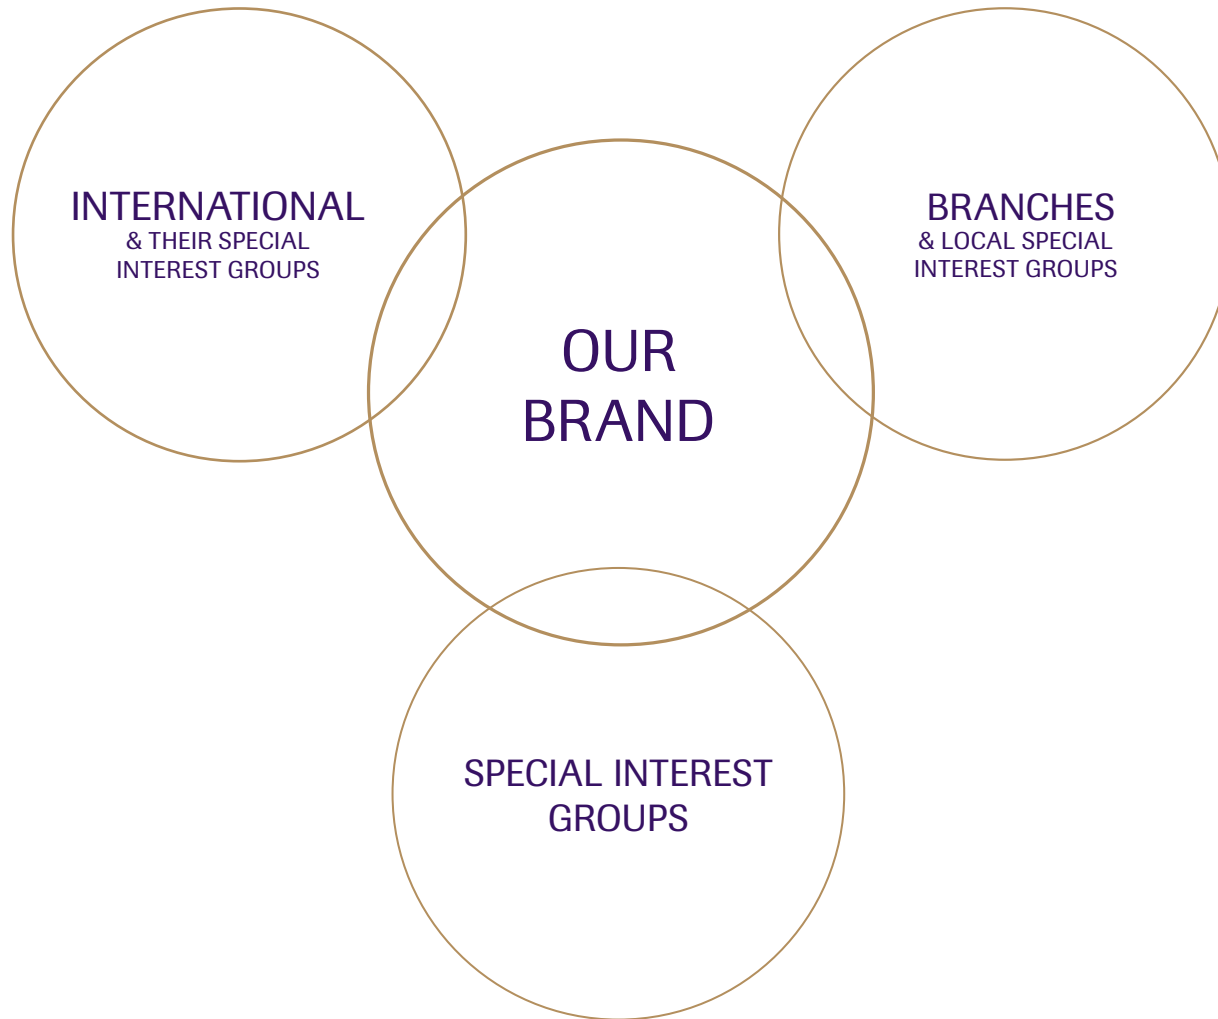 INTERNATIONAL
& THEIR SPECIAL
INTEREST GROUPS
BRANCHES
& LOCAL SPECIAL
INTEREST GROUPS
OUR
BRAND
SPECIAL INTEREST
GROUPS